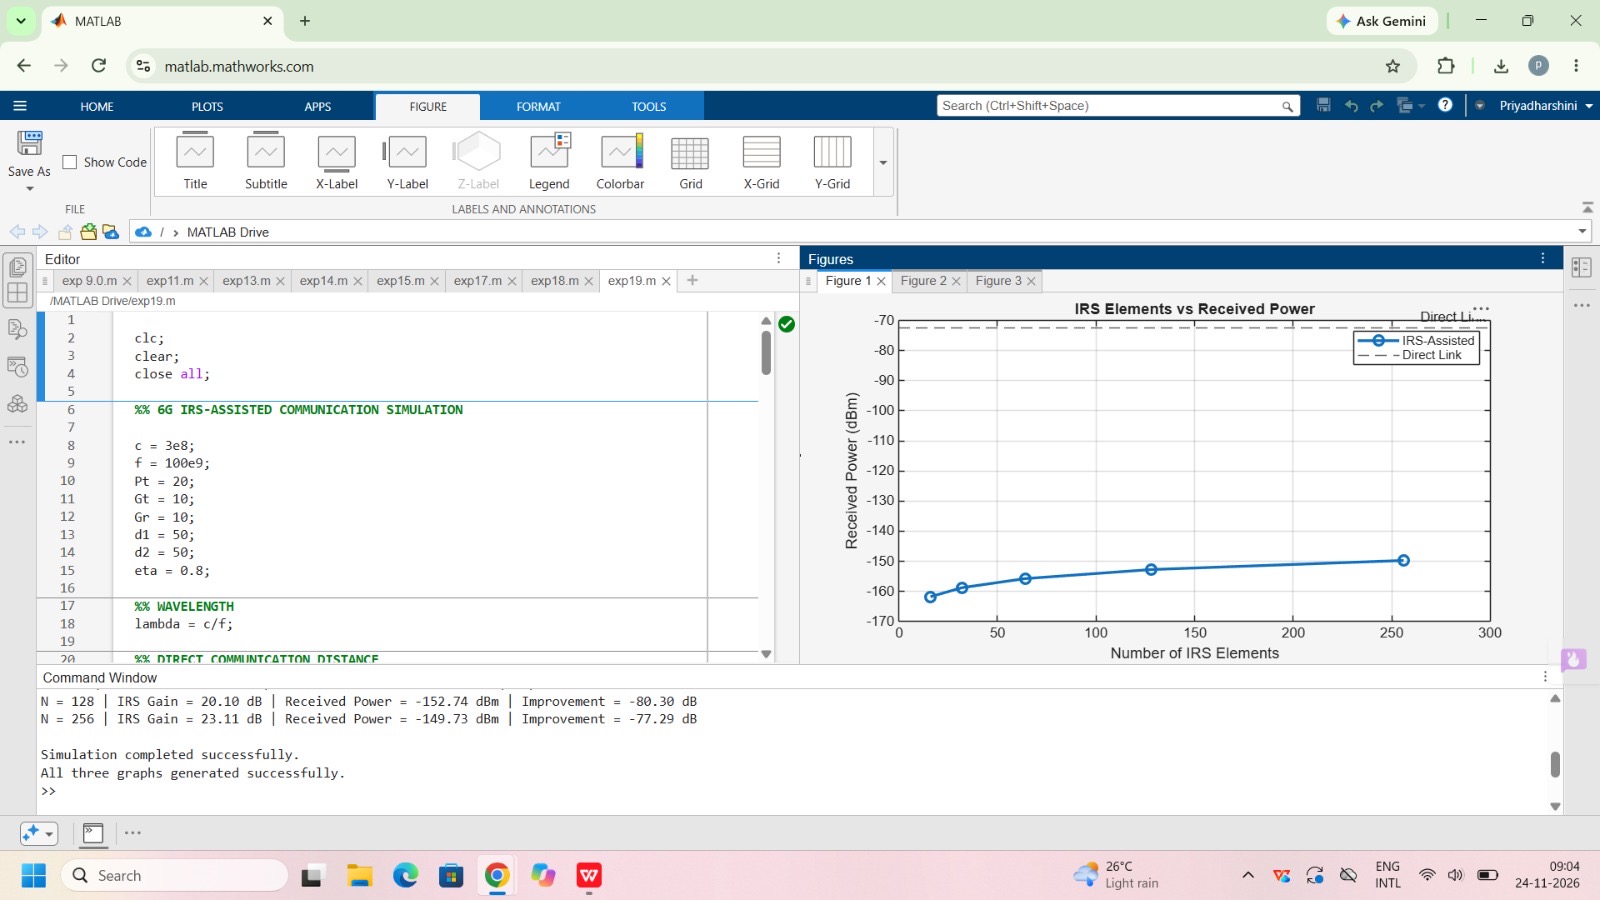 MATLAB
Ask Gemini
matlab.mathworks.com
P
HOME PLOTS APPS FIGURE FORMAT TOOLS
Search (Ctrl+Shift+Space)
Priyadharshini
Save As
Show Code
Title Subtitle X-Label Y-Label Z-Label Legend Colorbar Grid X-Grid Y-Grid
FILE
LABELS AND ANNOTATIONS
/ › MATLAB Drive
Editor
exp 9.0.m exp11.m exp13.m exp14.m exp15.m exp17.m exp18.m exp19.m
/MATLAB Drive/exp19.m
1
2 clc;
3 clear;
4 close all;
5
6 %% 6G IRS-ASSISTED COMMUNICATION SIMULATION
7
8 c = 3e8;
9 f = 100e9;
10 Pt = 20;
11 Gt = 10;
12 Gr = 10;
13 d1 = 50;
14 d2 = 50;
15 eta = 0.8;
16
17 %% WAVELENGTH
18 lambda = c/f;
19
20 %% DIRECT COMMUNICATION DISTANCE
Figures
Figure 1 Figure 2 Figure 3
IRS Elements vs Received Power
Direct Li...
IRS-Assisted
Direct Link
Received Power (dBm)
-70
-80
-90
-100
-110
-120
-130
-140
-150
-160
-170
0 50 100 150 200 250 300
Number of IRS Elements
Command Window
N = 128 | IRS Gain = 20.10 dB | Received Power = -152.74 dBm | Improvement = -80.30 dB
N = 256 | IRS Gain = 23.11 dB | Received Power = -149.73 dBm | Improvement = -77.29 dB
Simulation completed successfully.
All three graphs generated successfully.
>>
Search
26°C
Light rain
ENG
INTL
09:04
24-11-2026